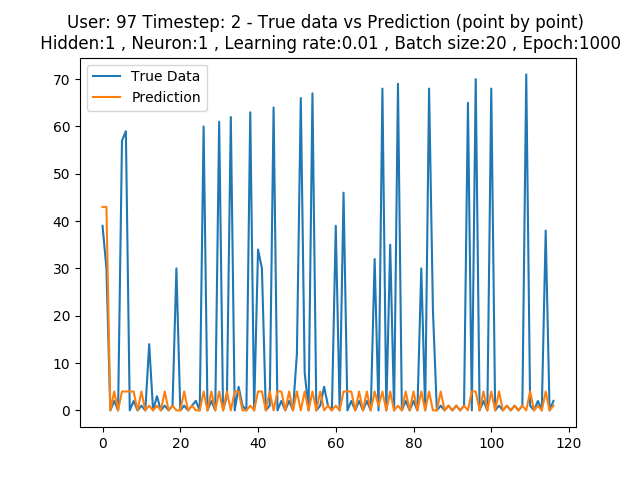 User: 97 Timestep: 2 - True data vs Prediction (point by point)
Hidden:1 , Neuron:1 , Learning rate:0.01 , Batch size:20 , Epoch:1000
True Data
Prediction
70
60
50
40
30
20
10
0
0 20 40 60 80 100 120